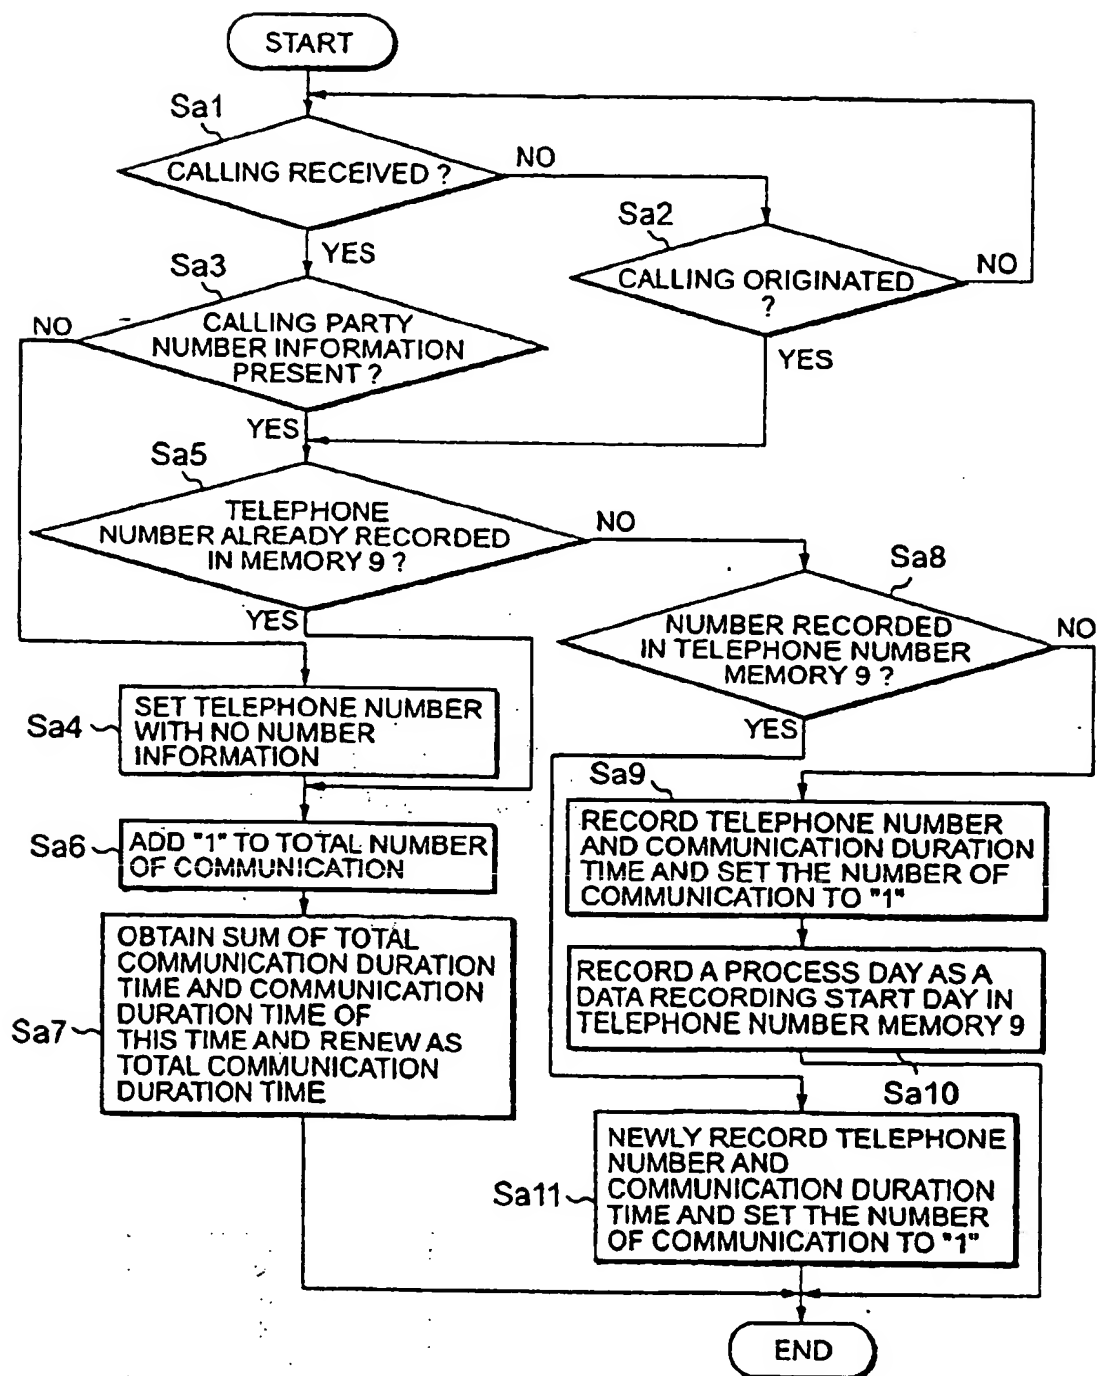 START
Sa1
CALLING RECEIVED ?
NO
YES
Sa2
CALLING ORIGINATED
?
NO
YES
Sa3
NO
CALLING PARTY
NUMBER INFORMATION
PRESENT ?
YES
Sa5
TELEPHONE
NUMBER ALREADY RECORDED
IN MEMORY 9 ?
NO
YES
Sa8
NUMBER RECORDED
IN TELEPHONE NUMBER
MEMORY 9 ?
NO
YES
Sa4
SET TELEPHONE NUMBER
WITH NO NUMBER
INFORMATION
Sa6
ADD "1" TO TOTAL NUMBER
OF COMMUNICATION
Sa7
OBTAIN SUM OF TOTAL
COMMUNICATION DURATION
TIME AND COMMUNICATION
DURATION TIME OF
THIS TIME AND RENEW AS
TOTAL COMMUNICATION
DURATION TIME
Sa9
RECORD TELEPHONE NUMBER
AND COMMUNICATION DURATION
TIME AND SET THE NUMBER OF
COMMUNICATION TO "1"
RECORD A PROCESS DAY AS A
DATA RECORDING START DAY IN
TELEPHONE NUMBER MEMORY 9
Sa10
Sa11
NEWLY RECORD TELEPHONE
NUMBER AND
COMMUNICATION DURATION
TIME AND SET THE NUMBER
OF COMMUNICATION TO "1"
END